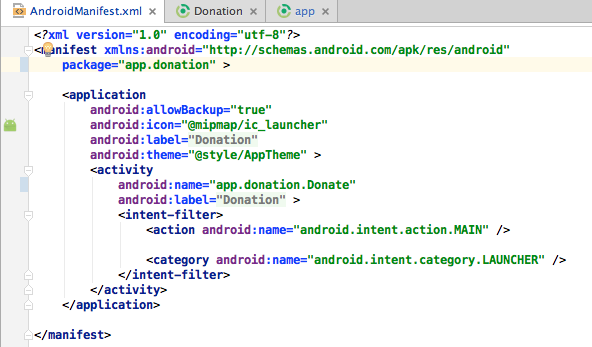 AndroidManifest.xml × Donation × app ×
<?xml version="1.0" encoding="utf-8"?>
<manifest xmlns:android="http://schemas.android.com/apk/res/android"
package="app.donation" >
<application
android:allowBackup="true"
android:icon="@mipmap/ic_launcher"
android:label="Donation"
android:theme="@style/AppTheme" >
<activity
android:name="app.donation.Donate"
android:label="Donation" >
<intent-filter>
<action android:name="android.intent.action.MAIN" />
<category android:name="android.intent.category.LAUNCHER" />
</intent-filter>
</activity>
</application>
</manifest>